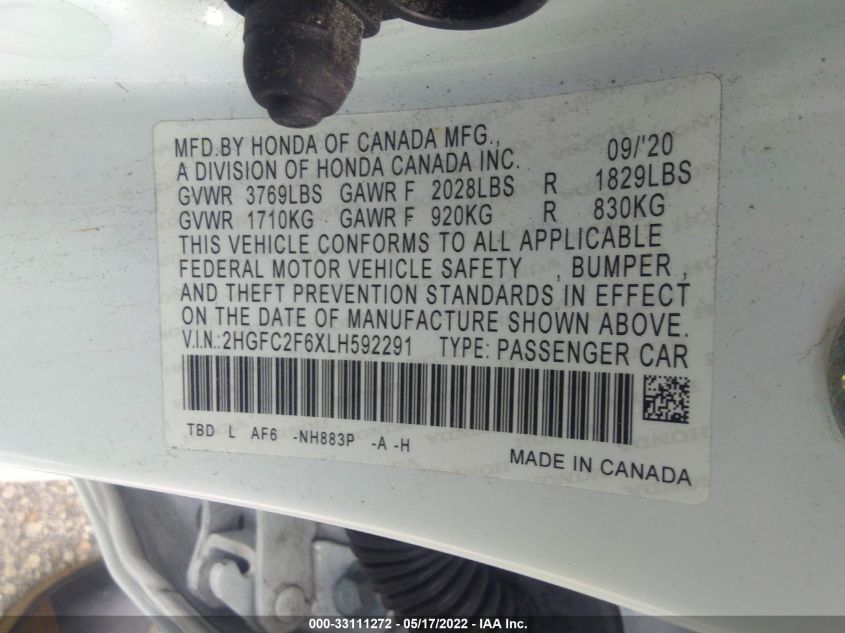 MFD.BY HONDA OF CANADA MFG., 09/'20
A DIVISION OF HONDA CANADA INC.
GVWR 3769LBS GAWR F 2028LBS R 1829LBS
GVWR 1710KG GAWR F 920KG R 830KG
THIS VEHICLE CONFORMS TO ALL APPLICABLE
FEDERAL MOTOR VEHICLE SAFETY , BUMPER ,
AND THEFT PREVENTION STANDARDS IN EFFECT
ON THE DATE OF MANUFACTURE SHOWN ABOVE.
V.I.N.:2HGFC2F6XLH592291 TYPE: PASSENGER CAR
TBD L AF6 -NH883P -A -H
MADE IN CANADA
000-33111272 - 05/17/2022 - IAA Inc.